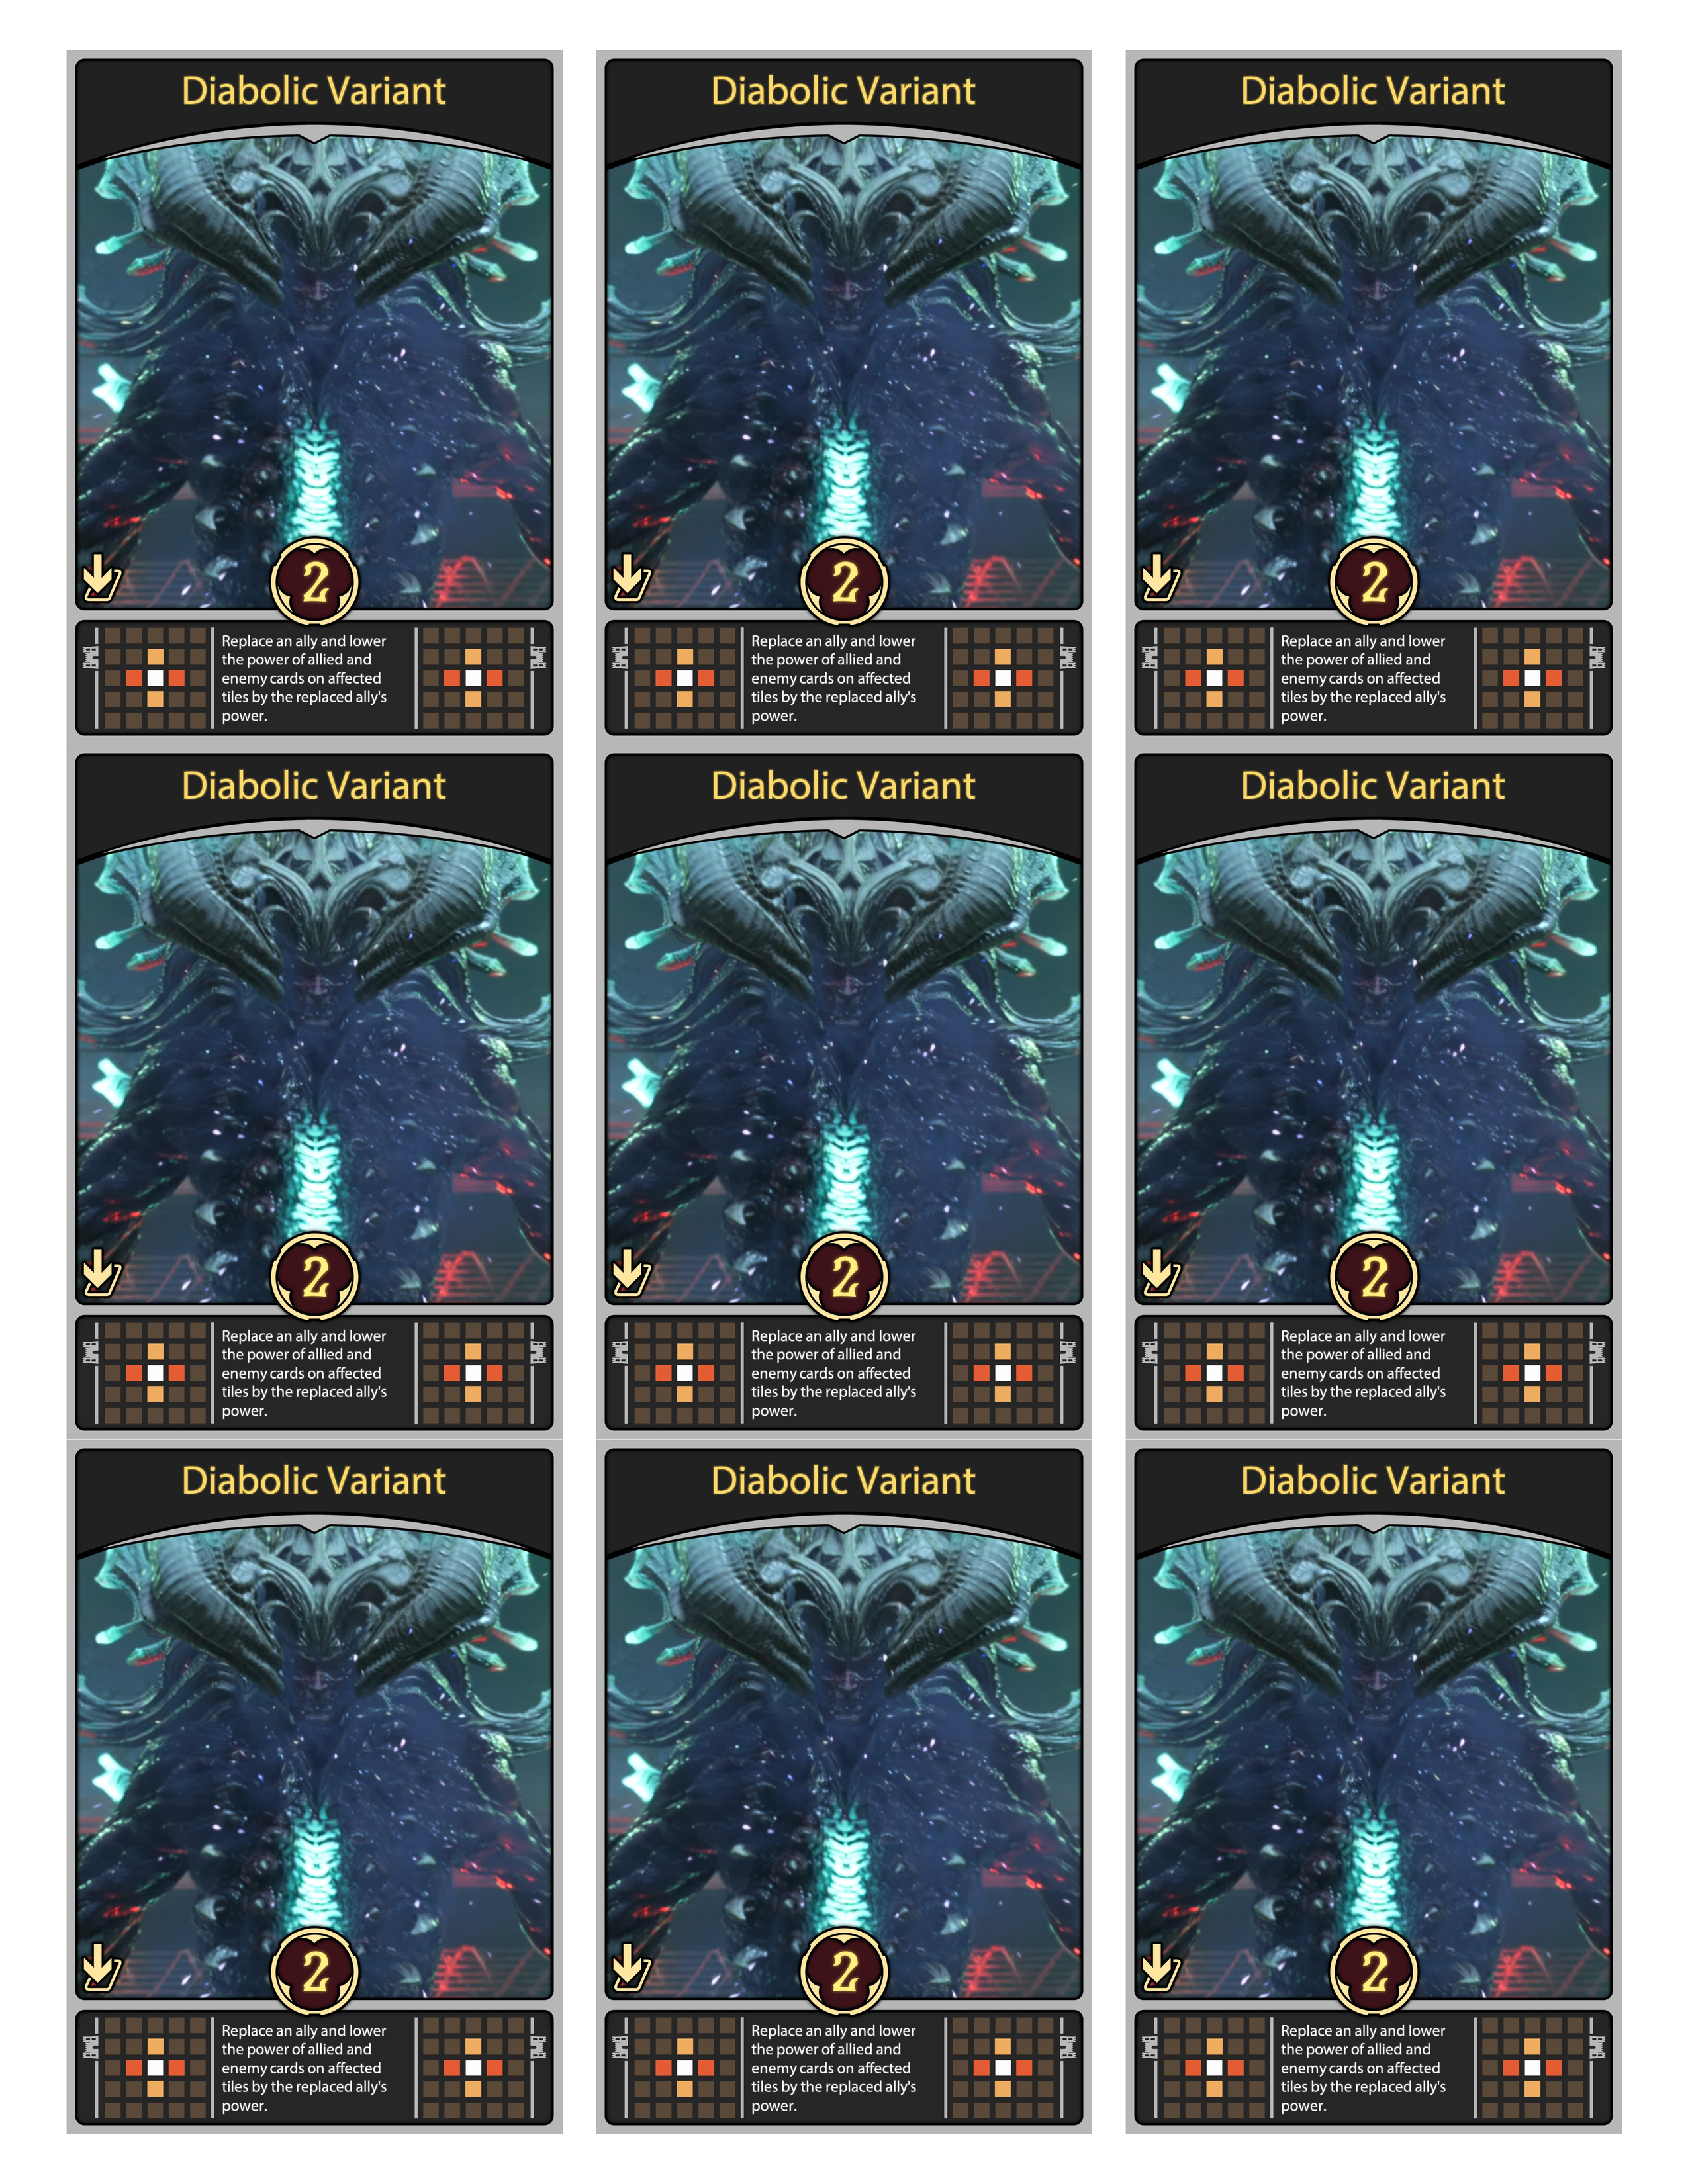 Diabolic Variant
2
Replace an ally and lower
the power of allied and
enemy cards on affected
tiles by the replaced ally's
power.
Diabolic Variant
2
Replace an ally and lower
the power of allied and
enemy cards on affected
tiles by the replaced ally's
power.
Diabolic Variant
2
Replace an ally and lower
the power of allied and
enemy cards on affected
tiles by the replaced ally's
power.
Diabolic Variant
2
Replace an ally and lower
the power of allied and
enemy cards on affected
tiles by the replaced ally's
power.
Diabolic Variant
2
Replace an ally and lower
the power of allied and
enemy cards on affected
tiles by the replaced ally's
power.
Diabolic Variant
2
Replace an ally and lower
the power of allied and
enemy cards on affected
tiles by the replaced ally's
power.
Diabolic Variant
2
Replace an ally and lower
the power of allied and
enemy cards on affected
tiles by the replaced ally's
power.
Diabolic Variant
2
Replace an ally and lower
the power of allied and
enemy cards on affected
tiles by the replaced ally's
power.
Diabolic Variant
2
Replace an ally and lower
the power of allied and
enemy cards on affected
tiles by the replaced ally's
power.